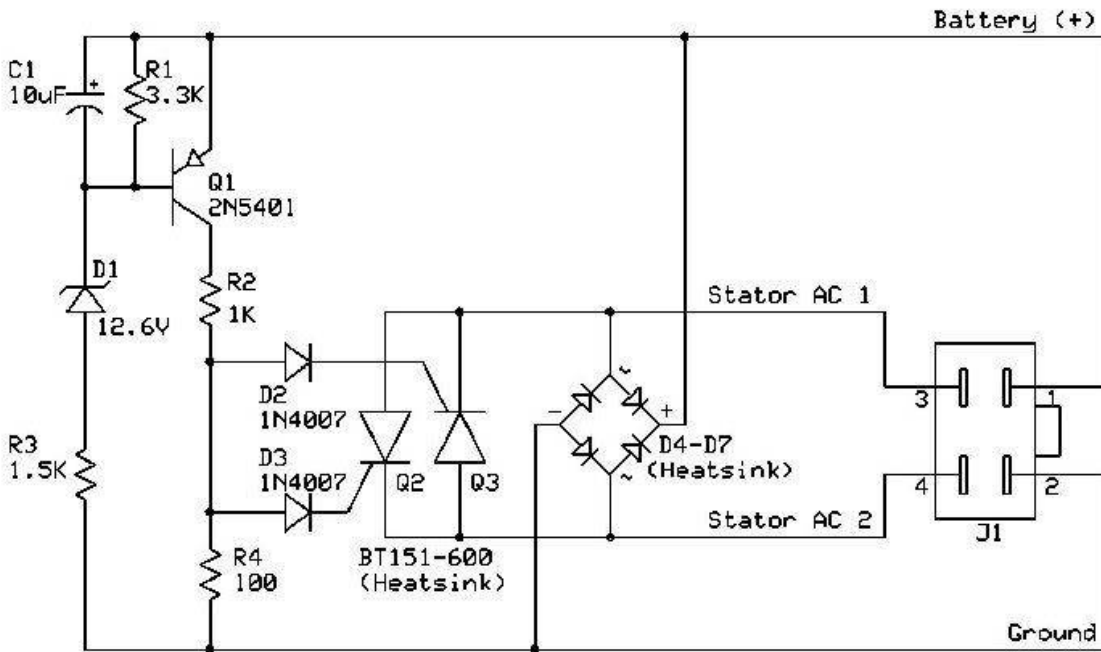 Battery (+)
C1
10uF
+
R1
3.3K
Q1
2N5401
D1
12.6V
R2
1K
Stator AC 1
D2
1N4007
~
-
+
D4-D7
(Heatsink)
~
3
1
R3
1.5K
D3
1N4007
Q2
Q3
4
2
J1
Stator AC 2
R4
100
BT151-600
(Heatsink)
Ground